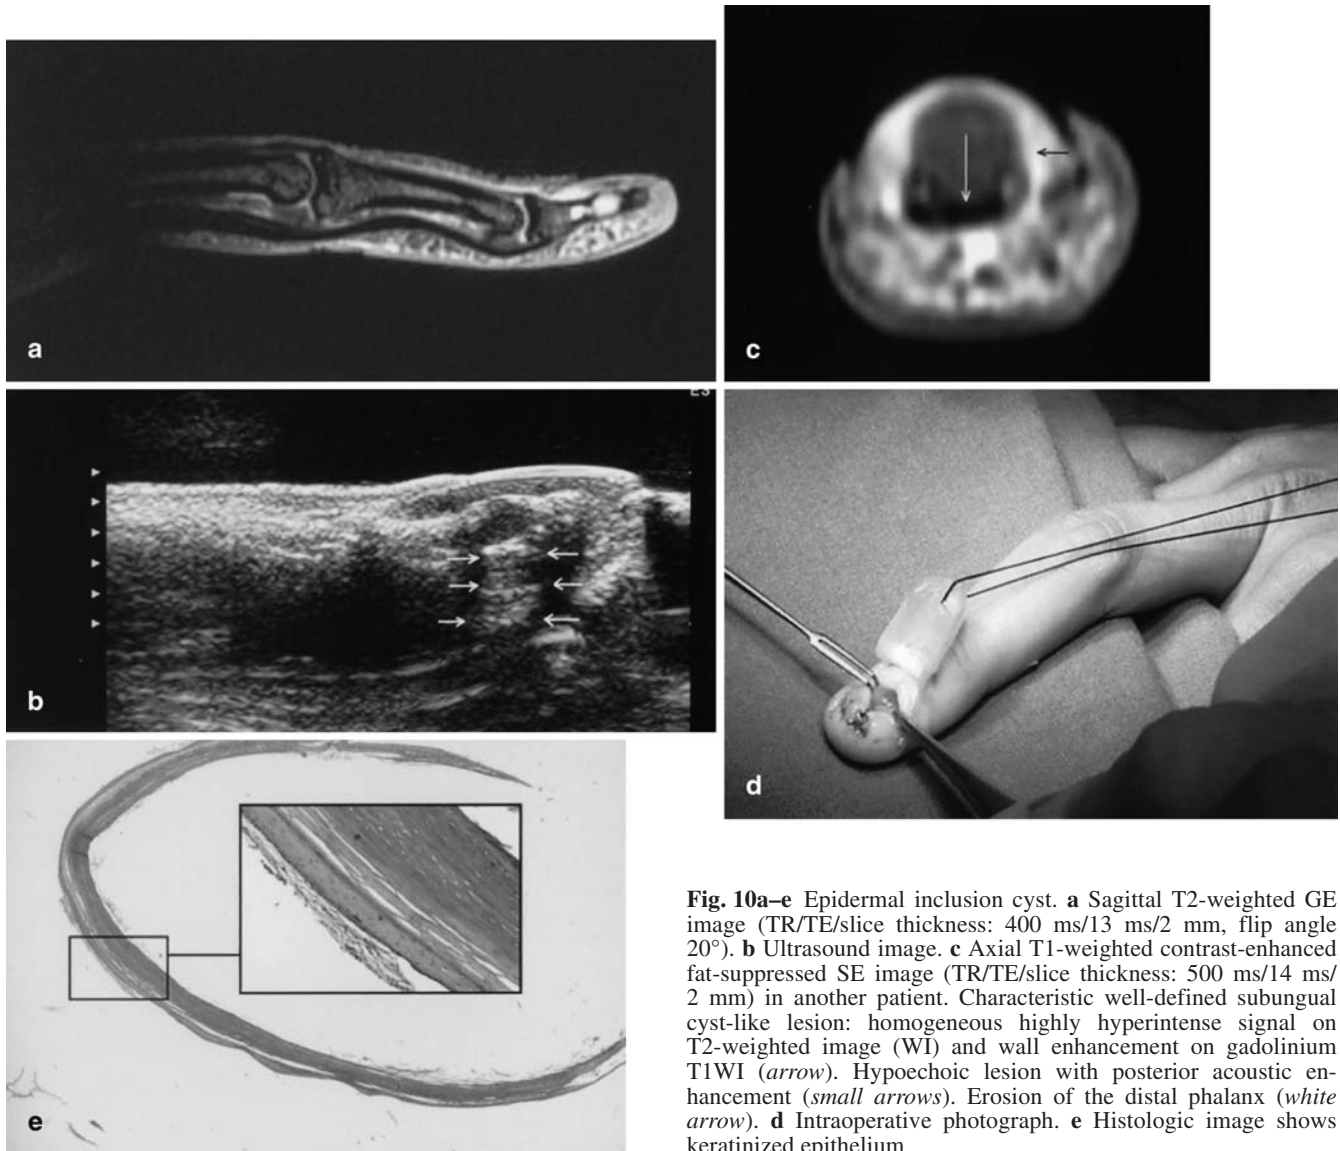 a
c
ES
b
d
e
Fig. 10a–e Epidermal inclusion cyst. a Sagittal T2-weighted GE
image (TR/TE/slice thickness: 400 ms/13 ms/2 mm, flip angle
20°). b Ultrasound image. c Axial T1-weighted contrast-enhanced
fat-suppressed SE image (TR/TE/slice thickness: 500 ms/14 ms/
2 mm) in another patient. Characteristic well-defined subungual
cyst-like lesion: homogeneous highly hyperintense signal on
T2-weighted image (WI) and wall enhancement on gadolinium
T1WI (arrow). Hypoechoic lesion with posterior acoustic en-
hancement (small arrows). Erosion of the distal phalanx (white
arrow). d Intraoperative photograph. e Histologic image shows
keratinized epithelium